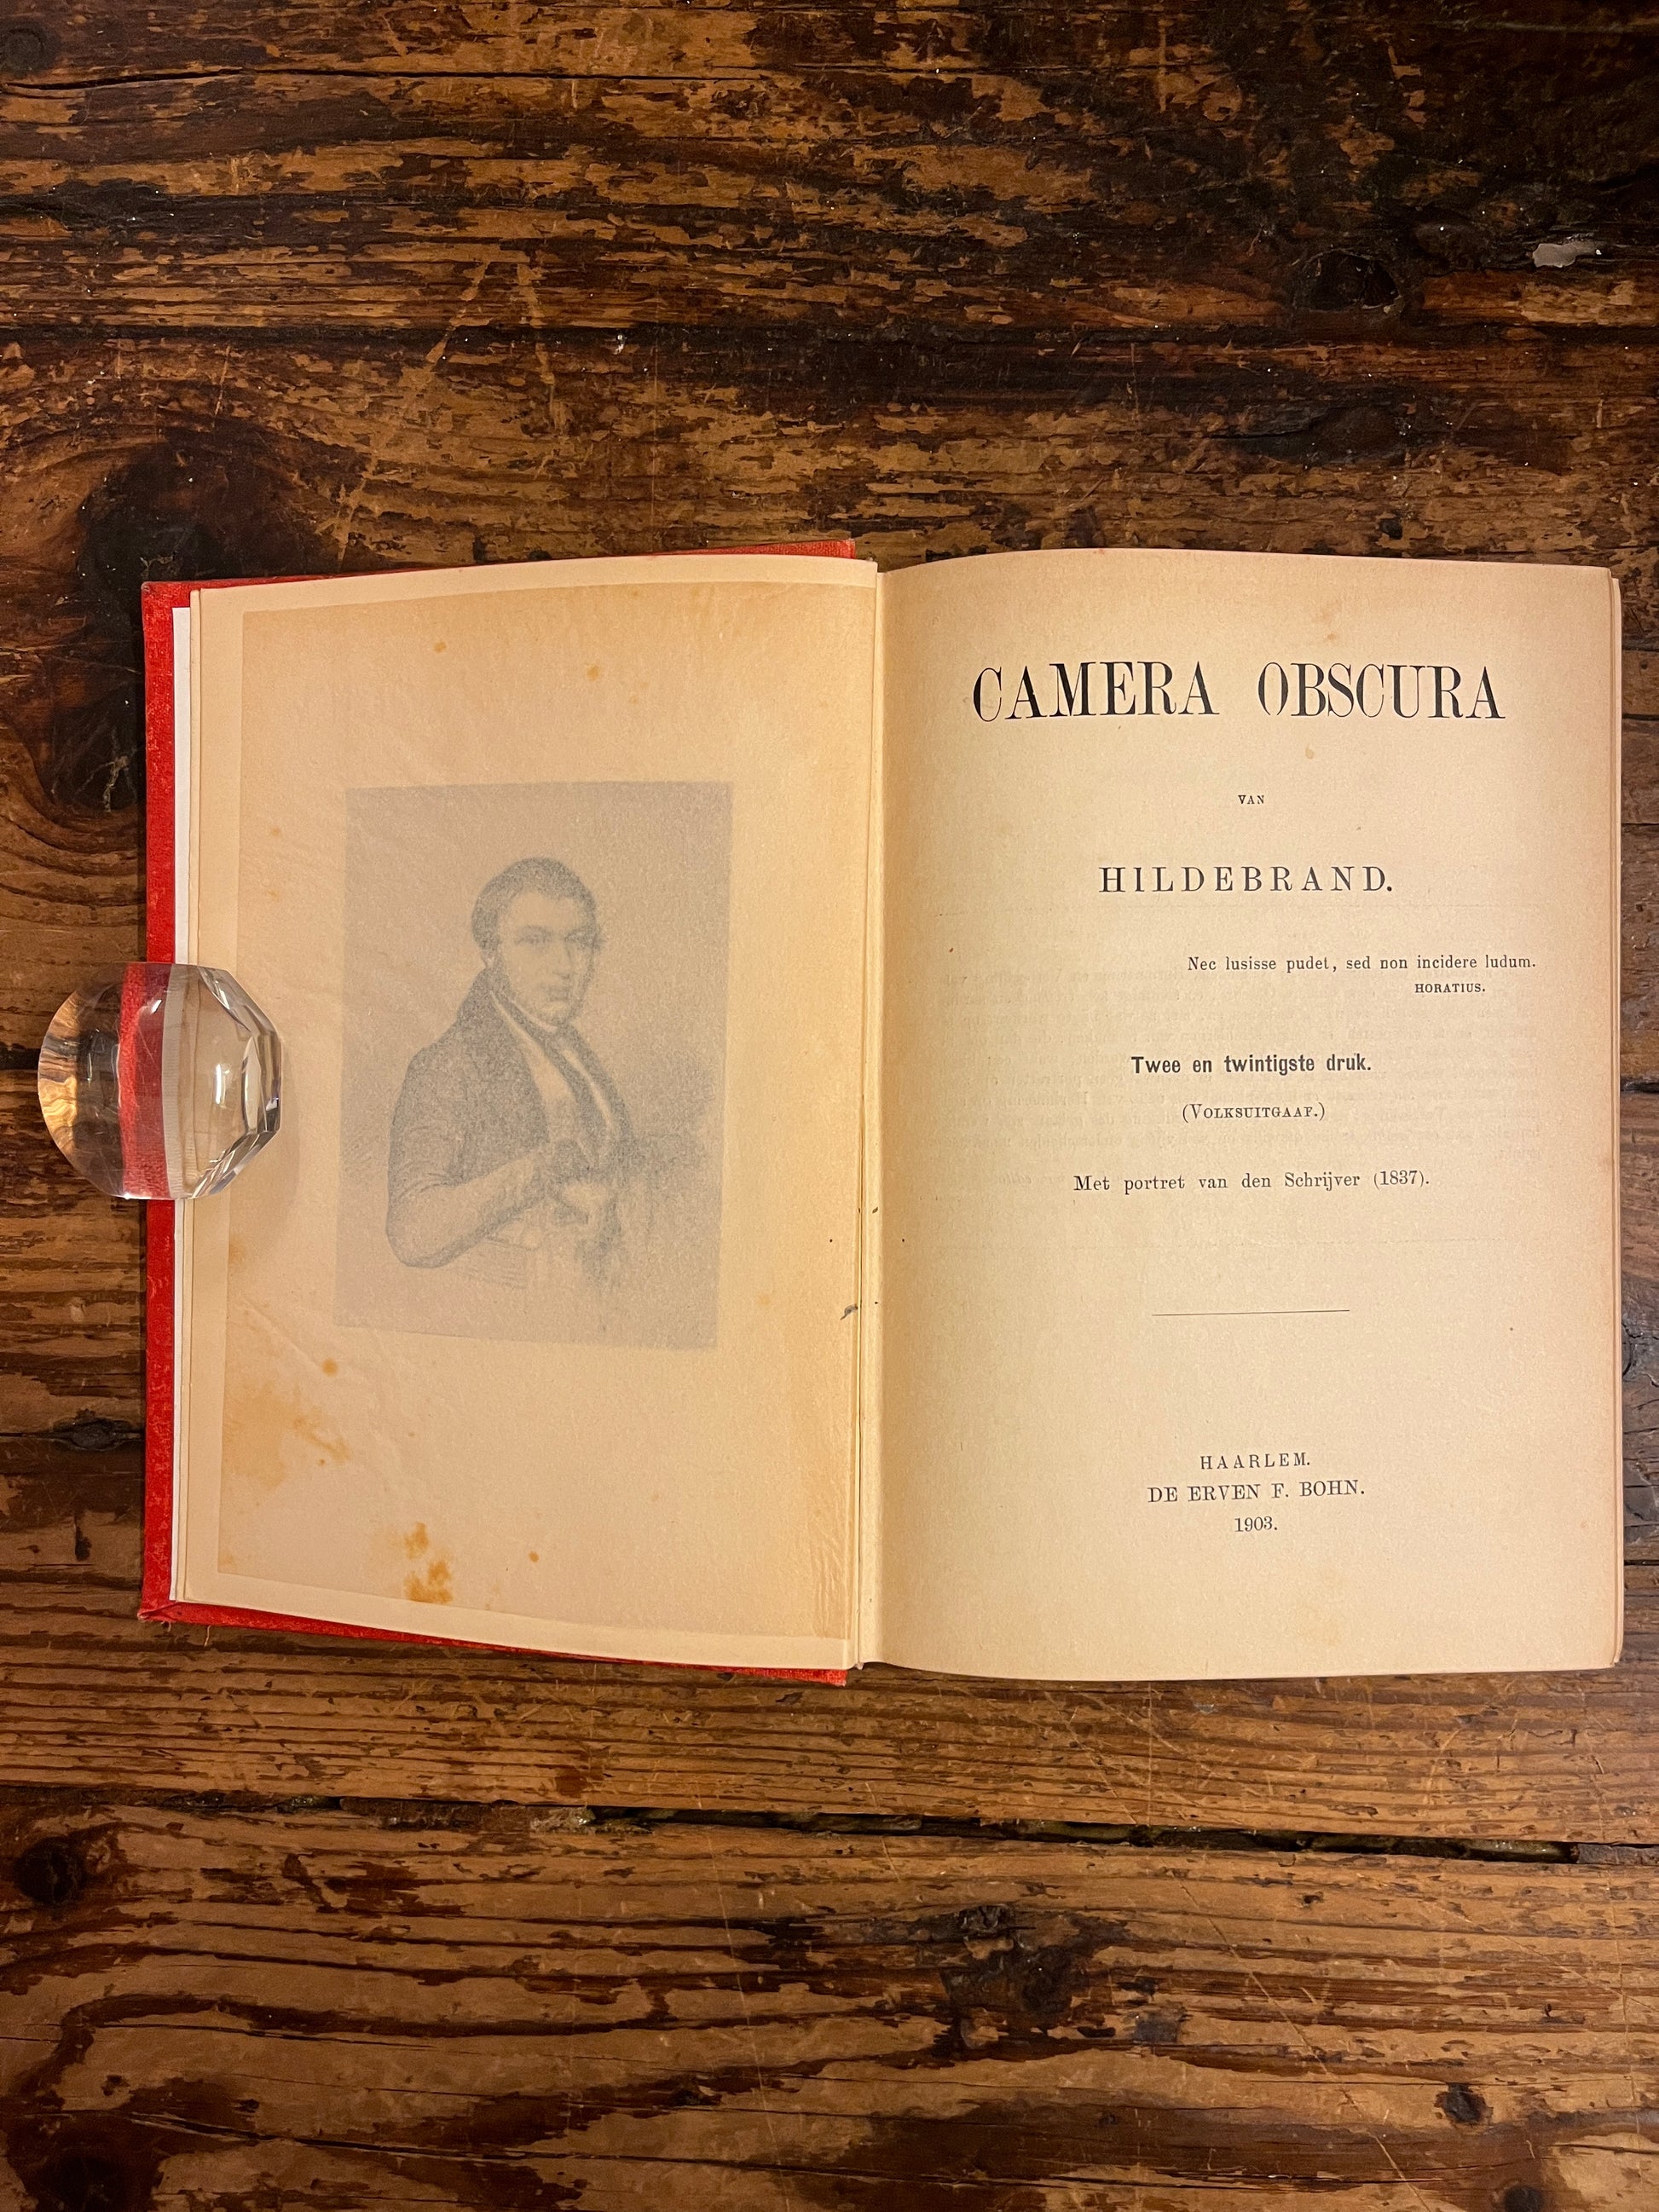 CAMERA OBSCURA
VAN
HILDEBRAND.
Nec lusisse pudet, sed non incidere ludum.
HORATIUS.
Twee en twintigste druk.
(VOLKSUITGAAF.)
Met portret van den Schrijver (1837).
HAARLEM.
DE ERVEN F. BOHN.
1903.